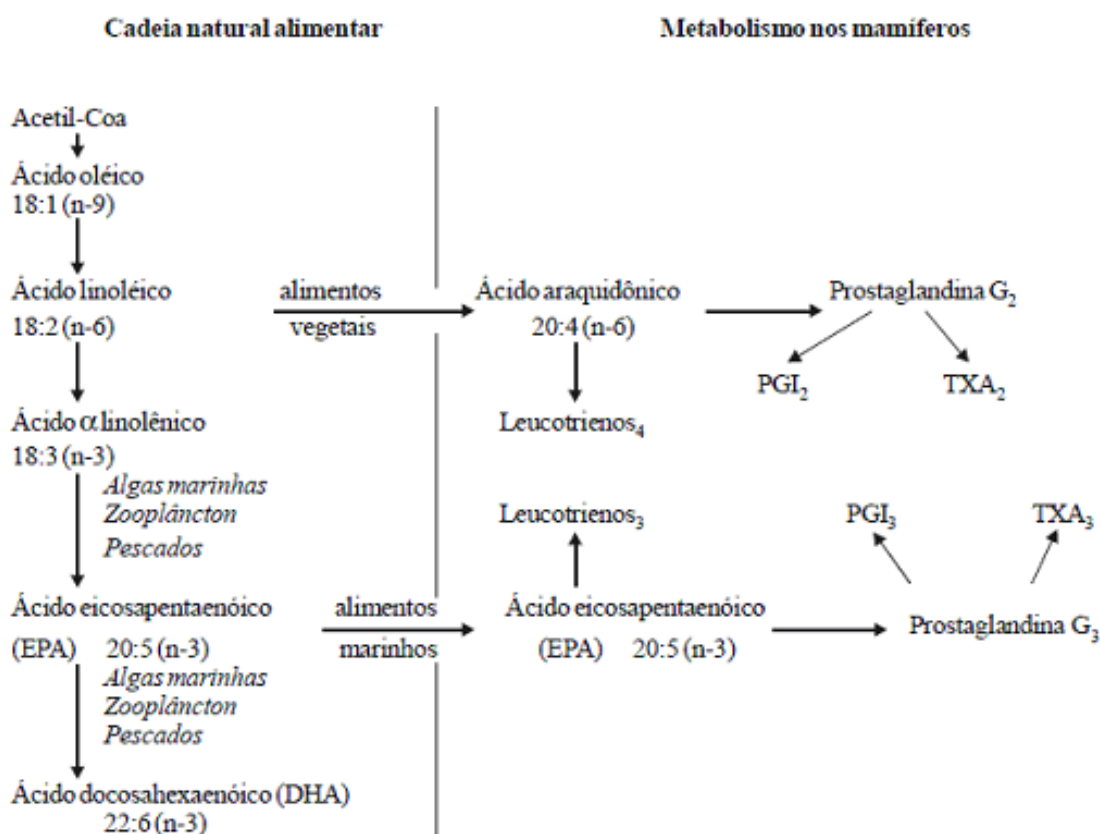 Cadeia natural alimentar
Metabolismo nos mamíferos
Acetil-Coa
Ácido oléico
18:1 (n-9)
Ácido linoléico
18:2 (n-6)
alimentos
vegetais
Ácido araquidônico
20:4 (n-6)
Prostaglandina G₂
PGI₂
TXA₂
Leucotrienos₄
Ácido α linolênico
18:3 (n-3)
Algas marinhas
Zooplâncton
Pescados
Leucotrienos₃
PGI₃
TXA₃
Ácido eicosapentaenóico
(EPA) 20:5 (n-3)
alimentos
marinhos
Ácido eicosapentaenóico
(EPA) 20:5 (n-3)
Prostaglandina G₃
Algas marinhas
Zooplâncton
Pescados
Ácido docosahexaenóico (DHA)
22:6 (n-3)